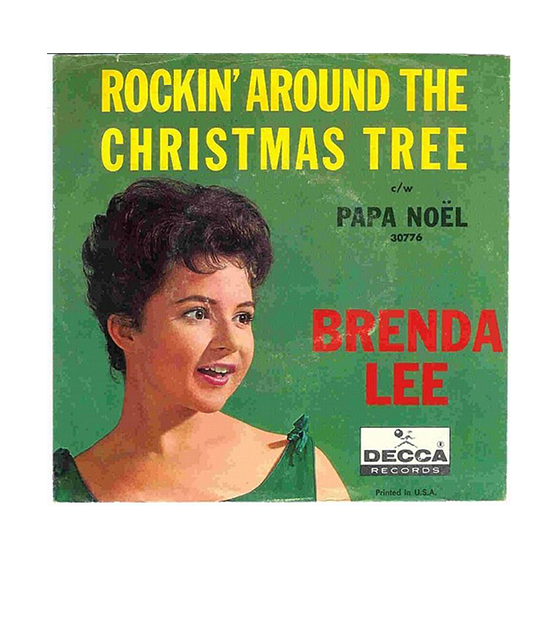 ROCKIN' AROUND THE
CHRISTMAS TREE
c/w
PAPA NOËL
30776
BRENDA
LEE
DECCA
RECORDS
Printed in U.S.A.